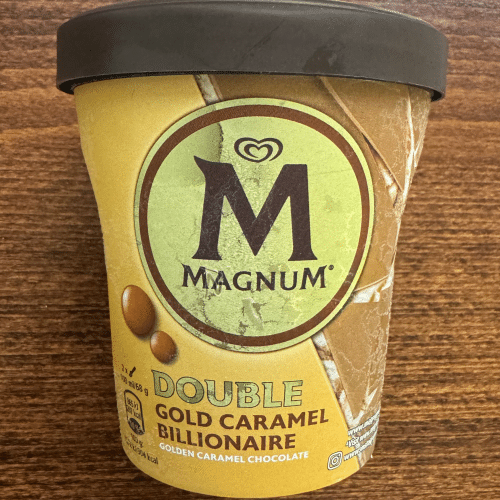 M
MAGNUM®
DOUBLE
GOLD CARAMEL
BILLIONAIRE
GOLDEN CARAMEL CHOCOLATE